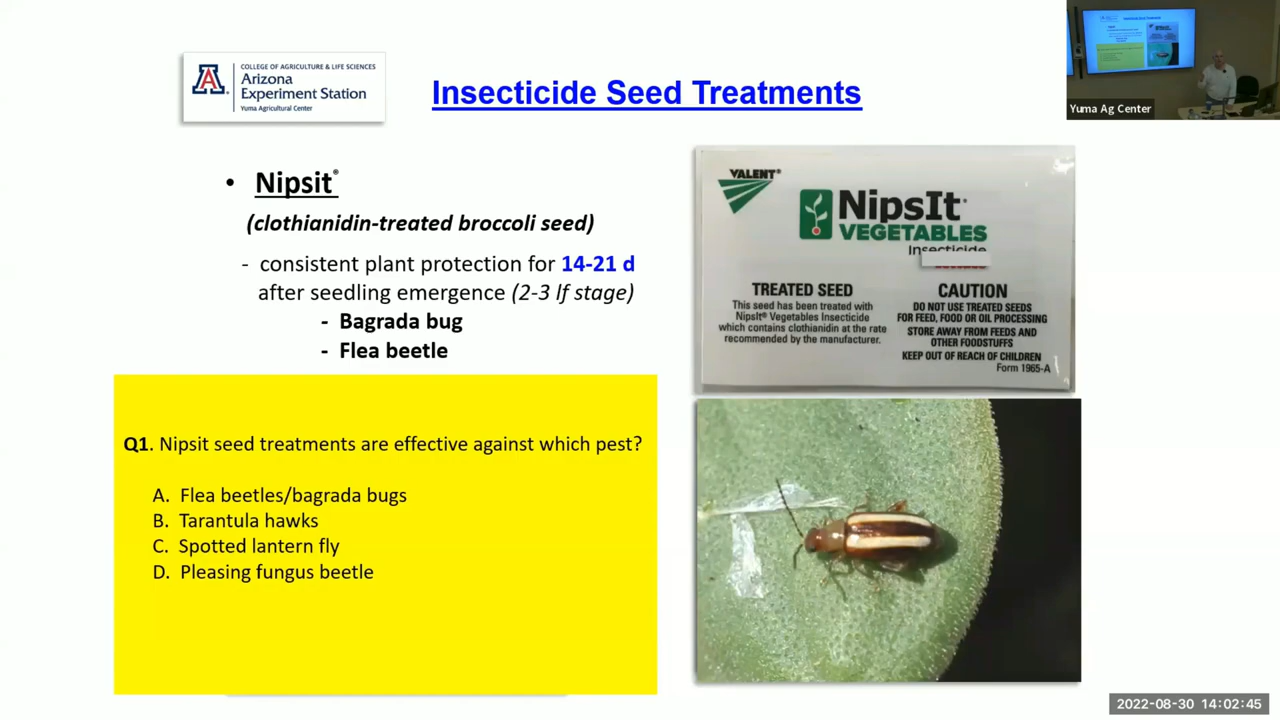 COLLEGE OF AGRICULTURE & LIFE SCIENCES
Arizona
Experiment Station
Yuma Agricultural Center
Insecticide Seed Treatments
Yuma Ag Center
• Nipsit®
(clothianidin-treated broccoli seed)
- consistent plant protection for 14-21 d
after seedling emergence (2-3 lf stage)
- Bagrada bug
- Flea beetle
VALENT®
NipsIt®
VEGETABLES
Insecticide
TREATED SEED
This seed has been treated with
NipsIt® Vegetables Insecticide
which contains clothianidin at the rate
recommended by the manufacturer.
CAUTION
DO NOT USE TREATED SEEDS
FOR FEED, FOOD OR OIL PROCESSING
STORE AWAY FROM FEEDS AND
OTHER FOODSTUFFS
KEEP OUT OF REACH OF CHILDREN
Form 1965-A
Q1. Nipsit seed treatments are effective against which pest?
A. Flea beetles/bagrada bugs
B. Tarantula hawks
C. Spotted lantern fly
D. Pleasing fungus beetle
2022-08-30 14:02:45